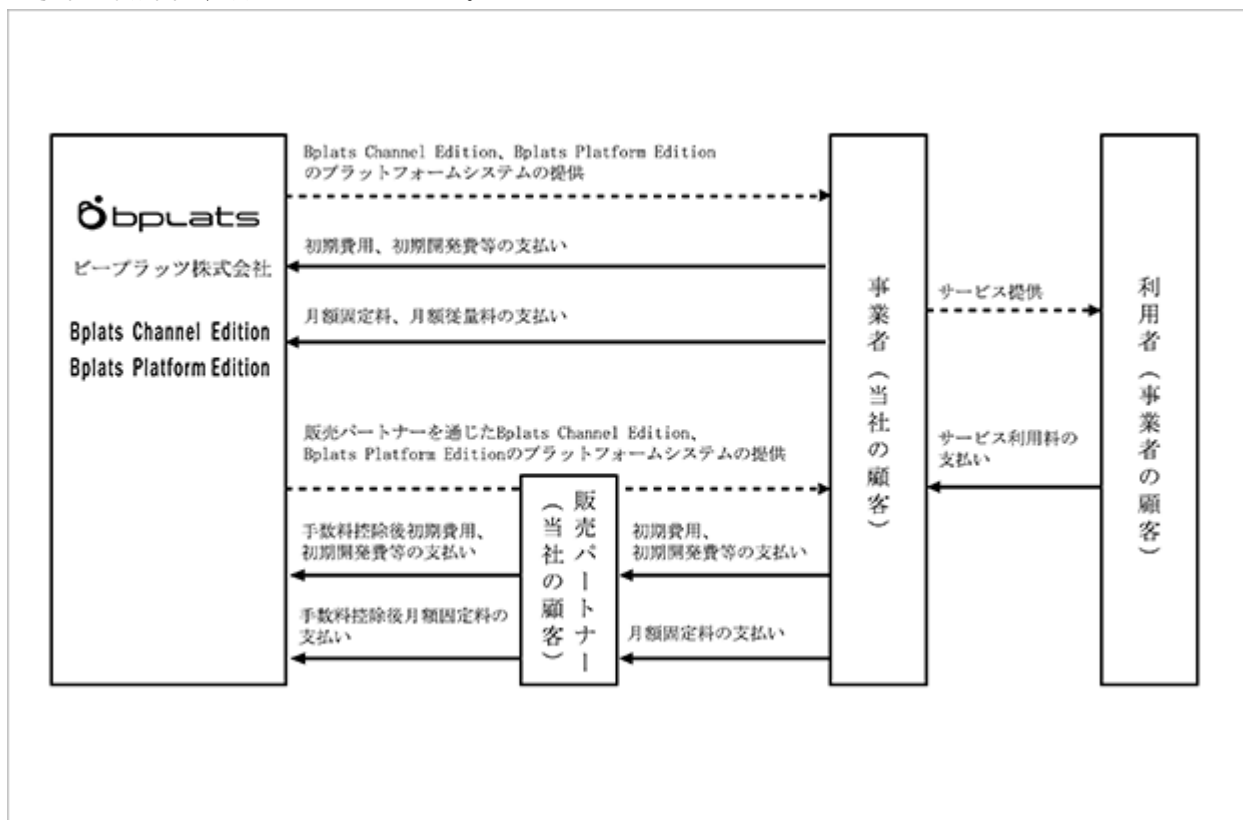 bplats
ビープラッツ株式会社
Bplats Channel Edition
Bplats Platform Edition
Bplats Channel Edition、Bplats Platform Edition
のプラットフォームシステムの提供
初期費用、初期開発費等の支払い
月額固定料、月額従量料の支払い
販売パートナーを通じたBplats Channel Edition、
Bplats Platform Editionのプラットフォームシステムの提供
手数料控除後初期費用、
初期開発費等の支払い
手数料控除後月額固定料の
支払い
販売パートナー
（当社の顧客）
初期費用、
初期開発費等の支払い
月額固定料の支払い
事業者（当社の顧客）
サービス提供
サービス利用料の
支払い
利用者（事業者の顧客）